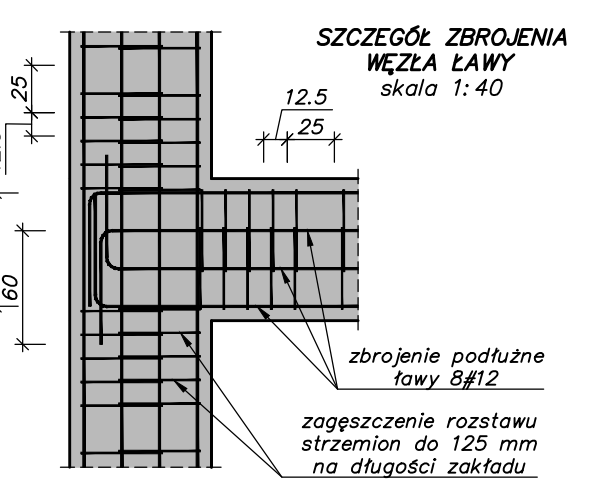 SZCZEGÓŁ ZBROJENIA
WĘZŁA ŁAWY
skala 1:40
12.5
25
25
60
zbrojenie podłużne
ławy 8#12
zagęszczenie rozstawu
strzemion do 125 mm
na długości zakładu